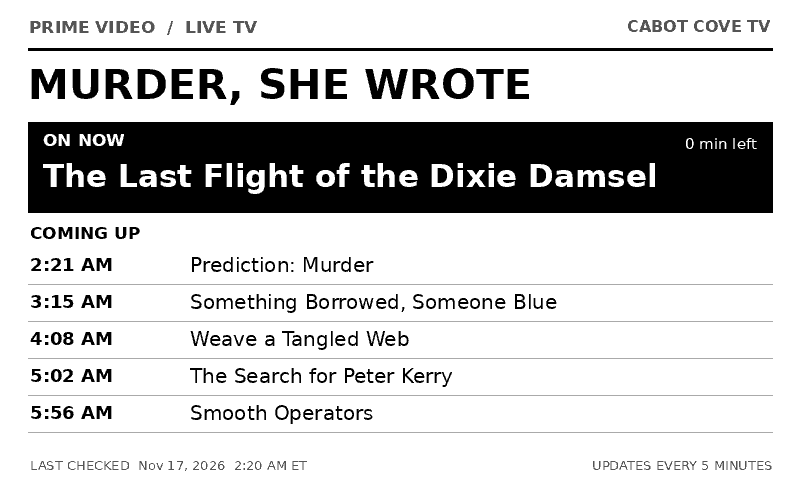 PRIME VIDEO / LIVE TV
CABOT COVE TV
MURDER, SHE WROTE
ON NOW
0 min left
The Last Flight of the Dixie Damsel
COMING UP
2:21 AM Prediction: Murder
3:15 AM Something Borrowed, Someone Blue
4:08 AM Weave a Tangled Web
5:02 AM The Search for Peter Kerry
5:56 AM Smooth Operators
LAST CHECKED Nov 17, 2026 2:20 AM ET
UPDATES EVERY 5 MINUTES